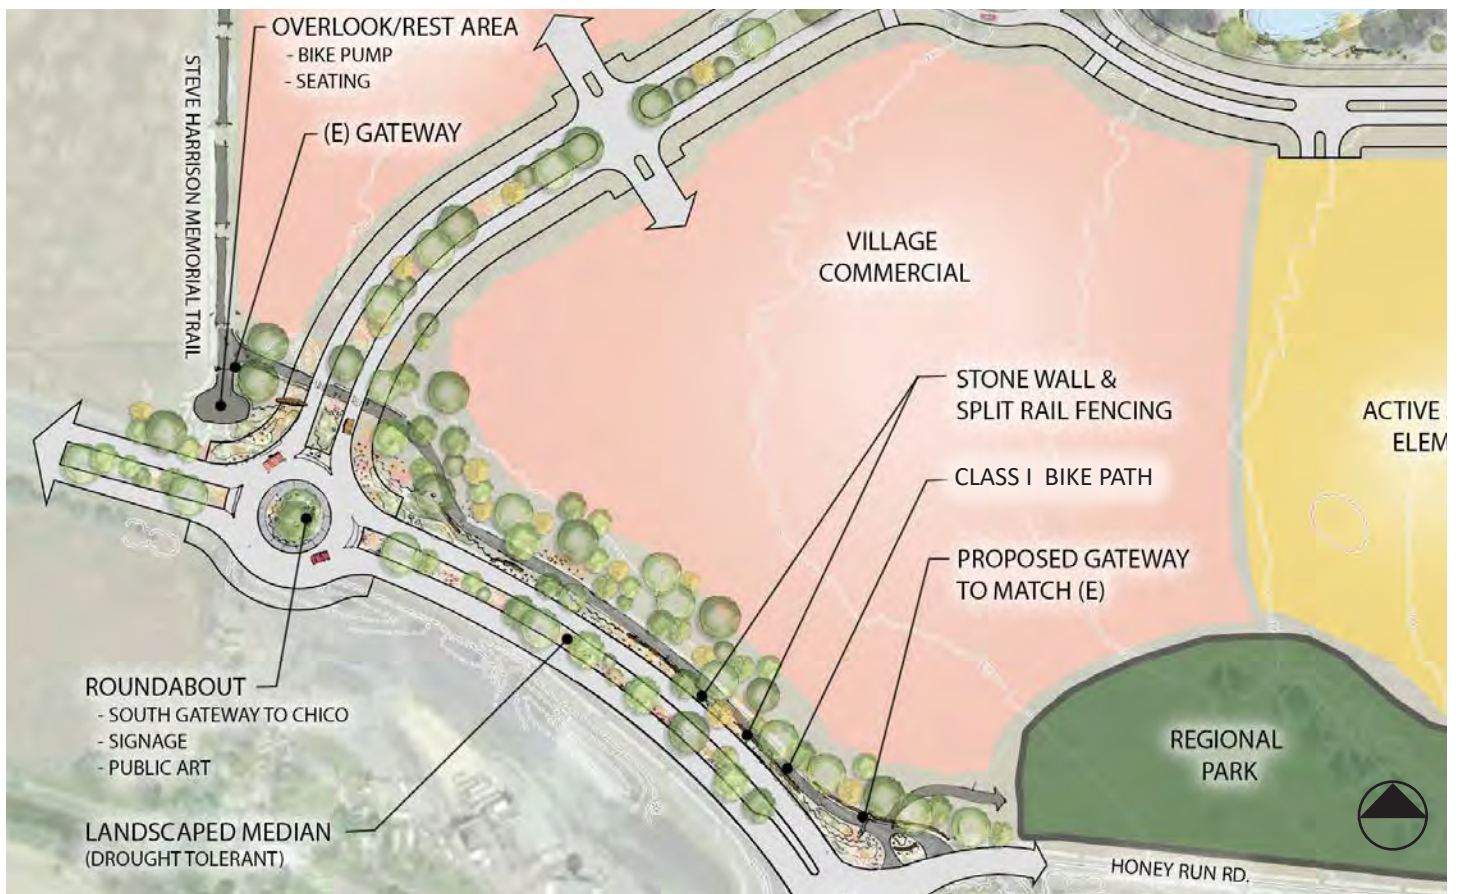 OVERLOOK/REST AREA
- BIKE PUMP
- SEATING
(E) GATEWAY
STEVE HARRISON MEMORIAL TRAIL
VILLAGE
COMMERCIAL
STONE WALL &
SPLIT RAIL FENCING
ACTIVE
ELEM
CLASS I BIKE PATH
PROPOSED GATEWAY
TO MATCH (E)
ROUNDABOUT
- SOUTH GATEWAY TO CHICO
- SIGNAGE
- PUBLIC ART
LANDSCAPED MEDIAN
(DROUGHT TOLERANT)
REGIONAL
PARK
HONEY RUN RD.